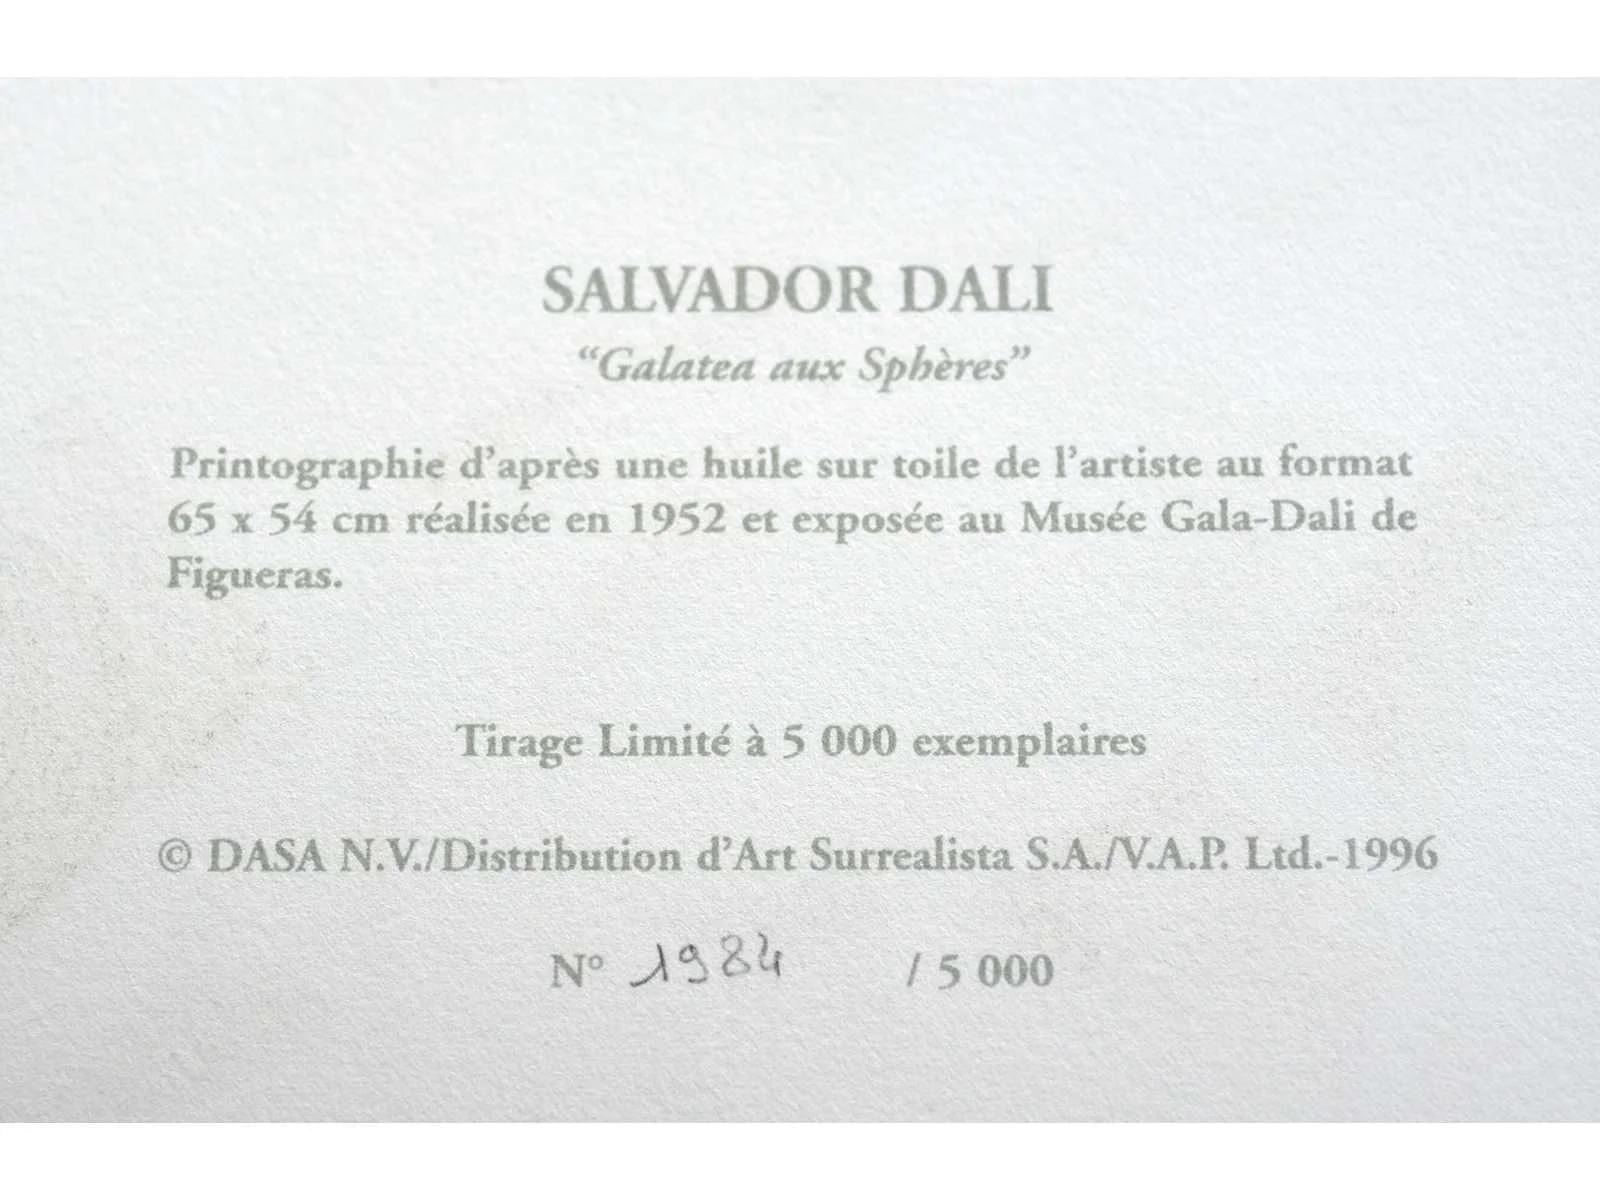 SALVADOR DALI
“Galatea aux Sphères”
Printographie d’après une huile sur toile de l’artiste au format
65 x 54 cm réalisée en 1952 et exposée au Musée Gala-Dali de
Figueras.
Tirage Limité à 5 000 exemplaires
© DASA N.V./Distribution d’Art Surrealista S.A./V.A.P. Ltd.-1996
N° 1984 / 5 000